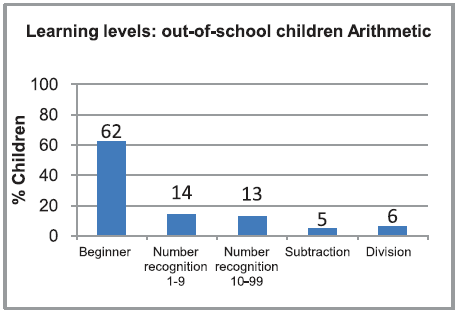 Learning levels: out-of-school children Arithmetic
% Children
100
80
60
40
20
0
62
14
13
5
6
Beginner
Number
recognition
1-9
Number
recognition
10–99
Subtraction
Division